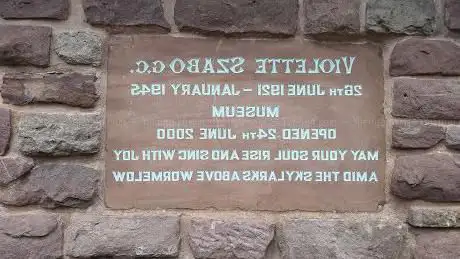 VIOLETTE SZABO G.C.
26TH JUNE 1921 – JANUARY 1945
MUSEUM
OPENED 24TH JUNE 2000
MAY YOUR SOUL RISE AND SING WITH JOY
AMID THE SKYLARKS ABOVE WORMELOW